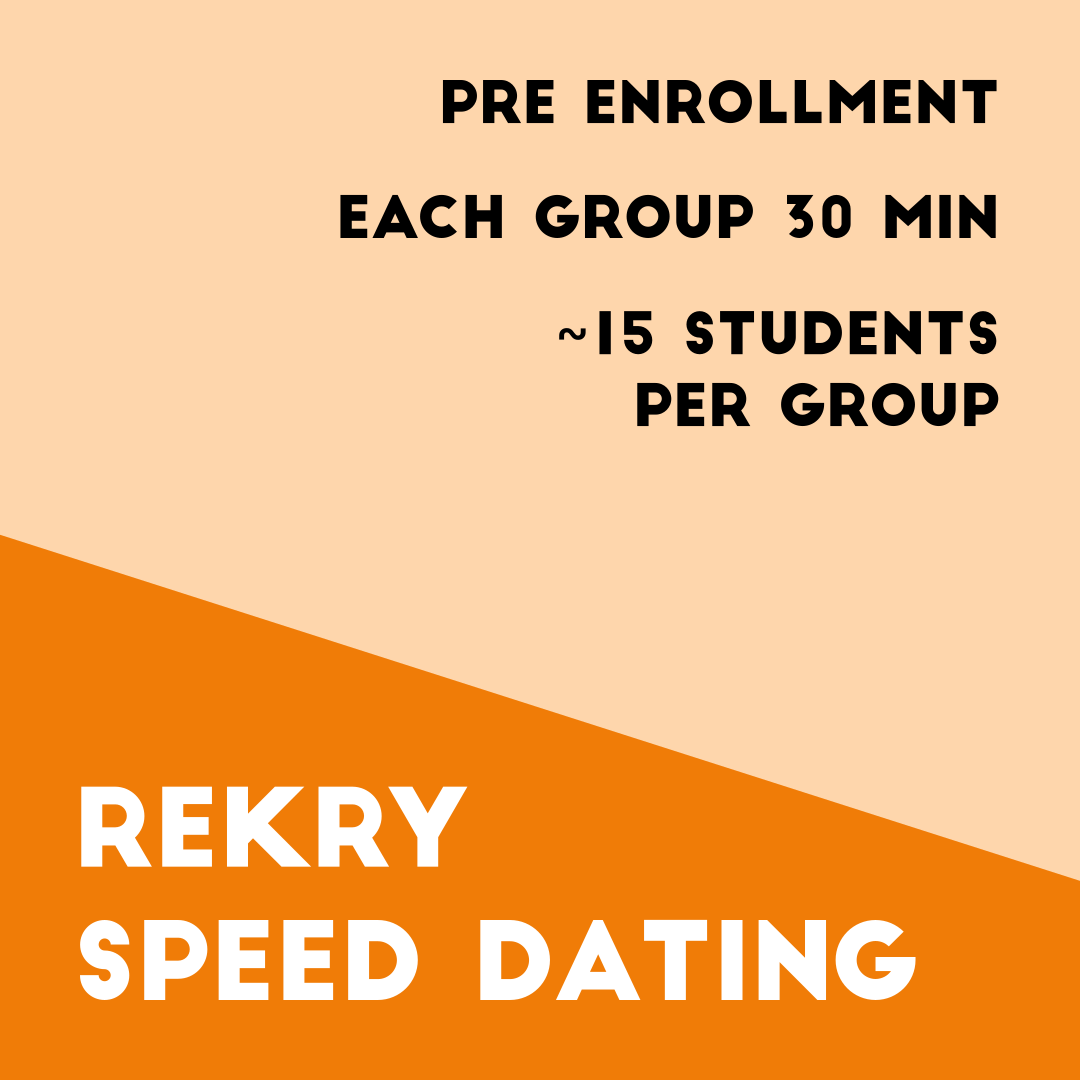 PRE ENROLLMENT
EACH GROUP 30 MIN
~15 STUDENTS
PER GROUP
REKRY
SPEED DATING